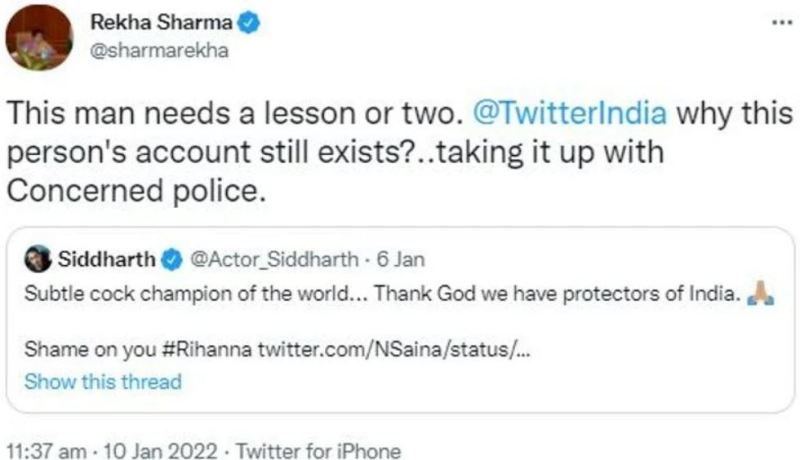 Rekha Sharma
@sharmarekha
This man needs a lesson or two. @TwitterIndia why this
person's account still exists?..taking it up with
Concerned police.
Siddharth @Actor_Siddharth · 6 Jan
Subtle cock champion of the world... Thank God we have protectors of India. 🙏🏽
Shame on you #Rihanna twitter.com/NSaina/status/...
Show this thread
11:37 am · 10 Jan 2022 · Twitter for iPhone